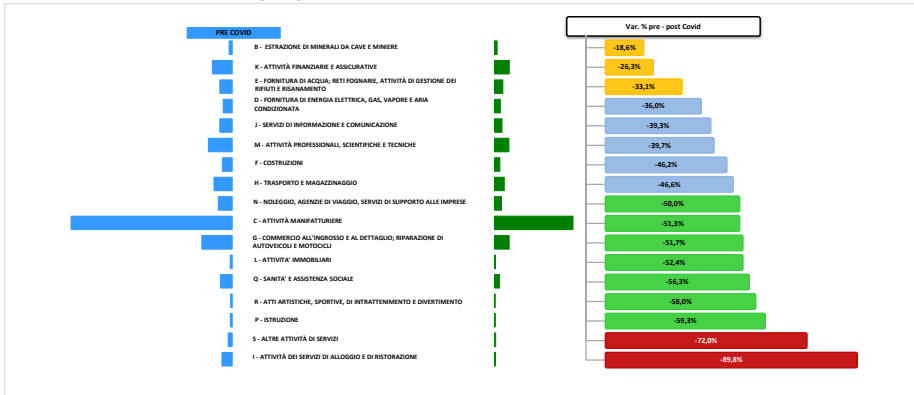 PRE COVID
Var. % pre - post Covid
B - ESTRAZIONE DI MINERALI DA CAVE E MINIERE
-18,6%
K - ATTIVITÀ FINANZIARIE E ASSICURATIVE
-26,3%
E - FORNITURA DI ACQUA; RETI FOGNARIE, ATTIVITÀ DI GESTIONE DEI
RIFIUTI E RISANAMENTO
-33,1%
D - FORNITURA DI ENERGIA ELETTRICA, GAS, VAPORE E ARIA
CONDIZIONATA
-36,0%
J - SERVIZI DI INFORMAZIONE E COMUNICAZIONE
-39,3%
M - ATTIVITÀ PROFESSIONALI, SCIENTIFICHE E TECNICHE
-39,7%
F - COSTRUZIONI
-46,2%
H - TRASPORTO E MAGAZZINAGGIO
-46,6%
N - NOLEGGIO, AGENZIE DI VIAGGIO, SERVIZI DI SUPPORTO ALLE IMPRESE
-50,0%
C - ATTIVITÀ MANIFATTURIERE
-51,3%
G - COMMERCIO ALL'INGROSSO E AL DETTAGLIO; RIPARAZIONE DI
AUTOVEICOLI E MOTOCICLI
-51,7%
L - ATTIVITA' IMMOBILIARI
-52,4%
Q - SANITA' E ASSISTENZA SOCIALE
-56,3%
R - ATTI ARTISTICHE, SPORTIVE, DI INTRATTENIMENTO E DIVERTIMENTO
-58,0%
P - ISTRUZIONE
-59,3%
S - ALTRE ATTIVITÀ DI SERVIZI
-72,0%
I - ATTIVITÀ DEI SERVIZI DI ALLOGGIO E DI RISTORAZIONE
-89,8%